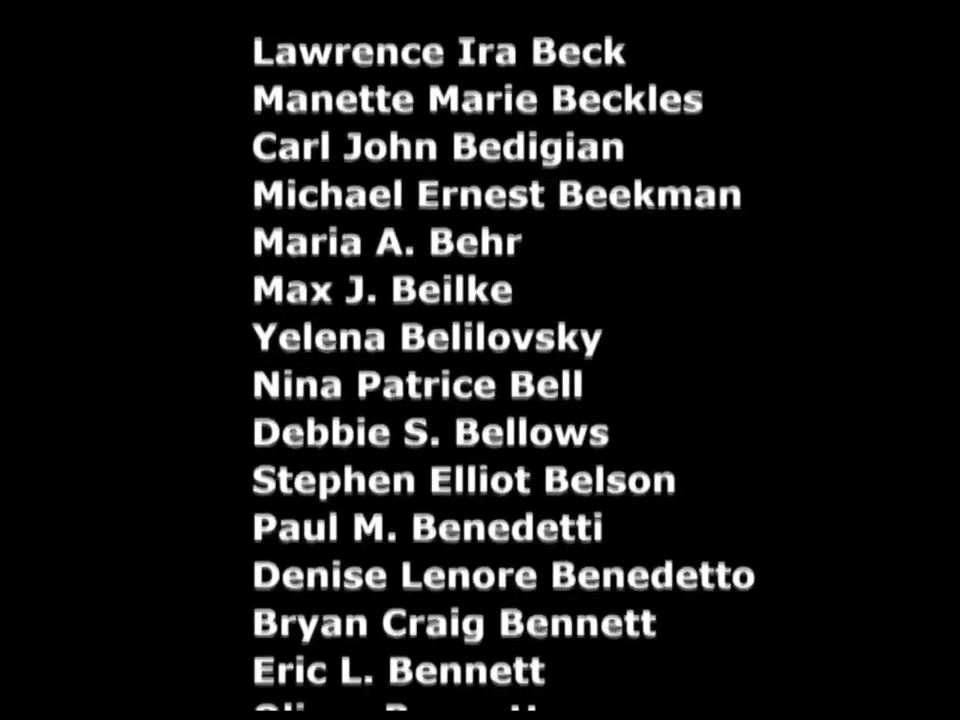 Lawrence Ira Beck
Manette Marie Beckles
Carl John Bedigian
Michael Ernest Beekman
Maria A. Behr
Max J. Beilke
Yelena Belilovsky
Nina Patrice Bell
Debbie S. Bellows
Stephen Elliot Belson
Paul M. Benedetti
Denise Lenore Benedetto
Bryan Craig Bennett
Eric L. Bennett